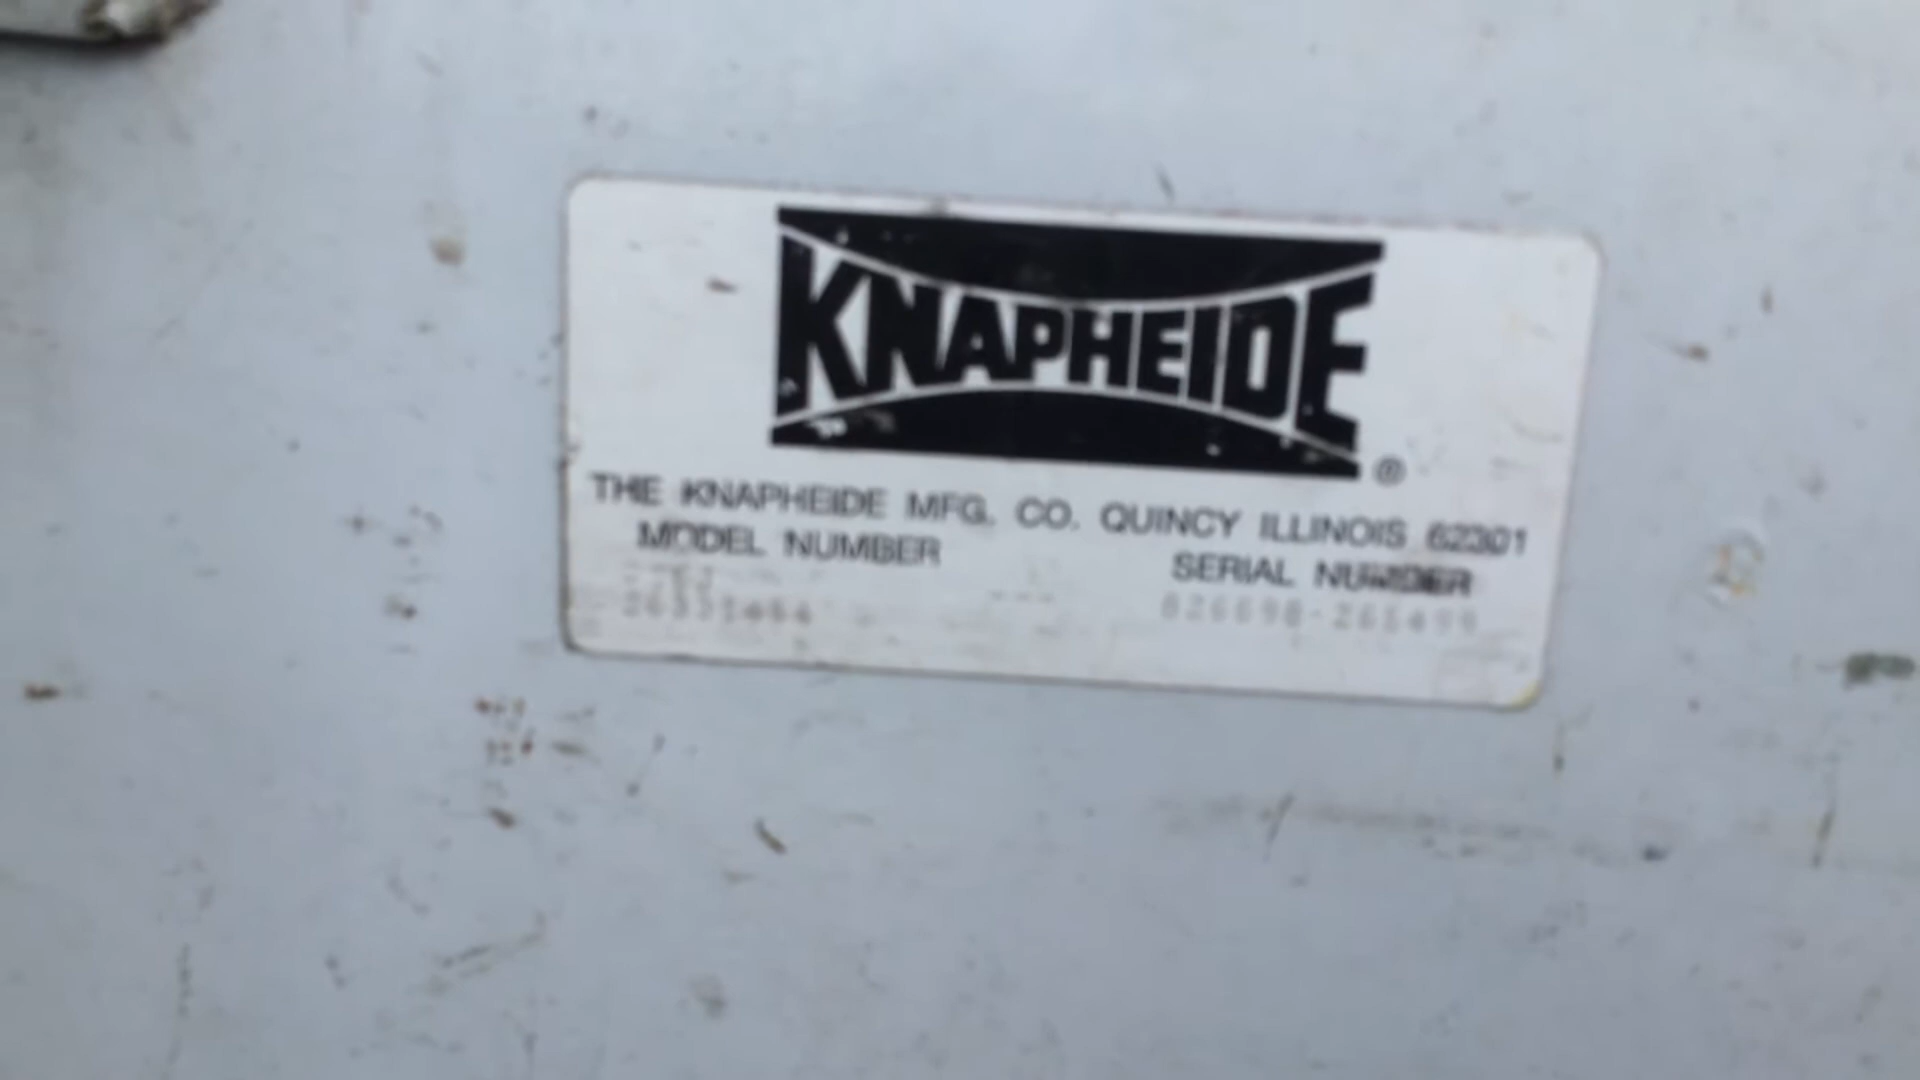 KNAPHEIDE
®
THE KNAPHEIDE MFG. CO. QUINCY ILLINOIS 62301
MODEL NUMBER SERIAL NUMBER